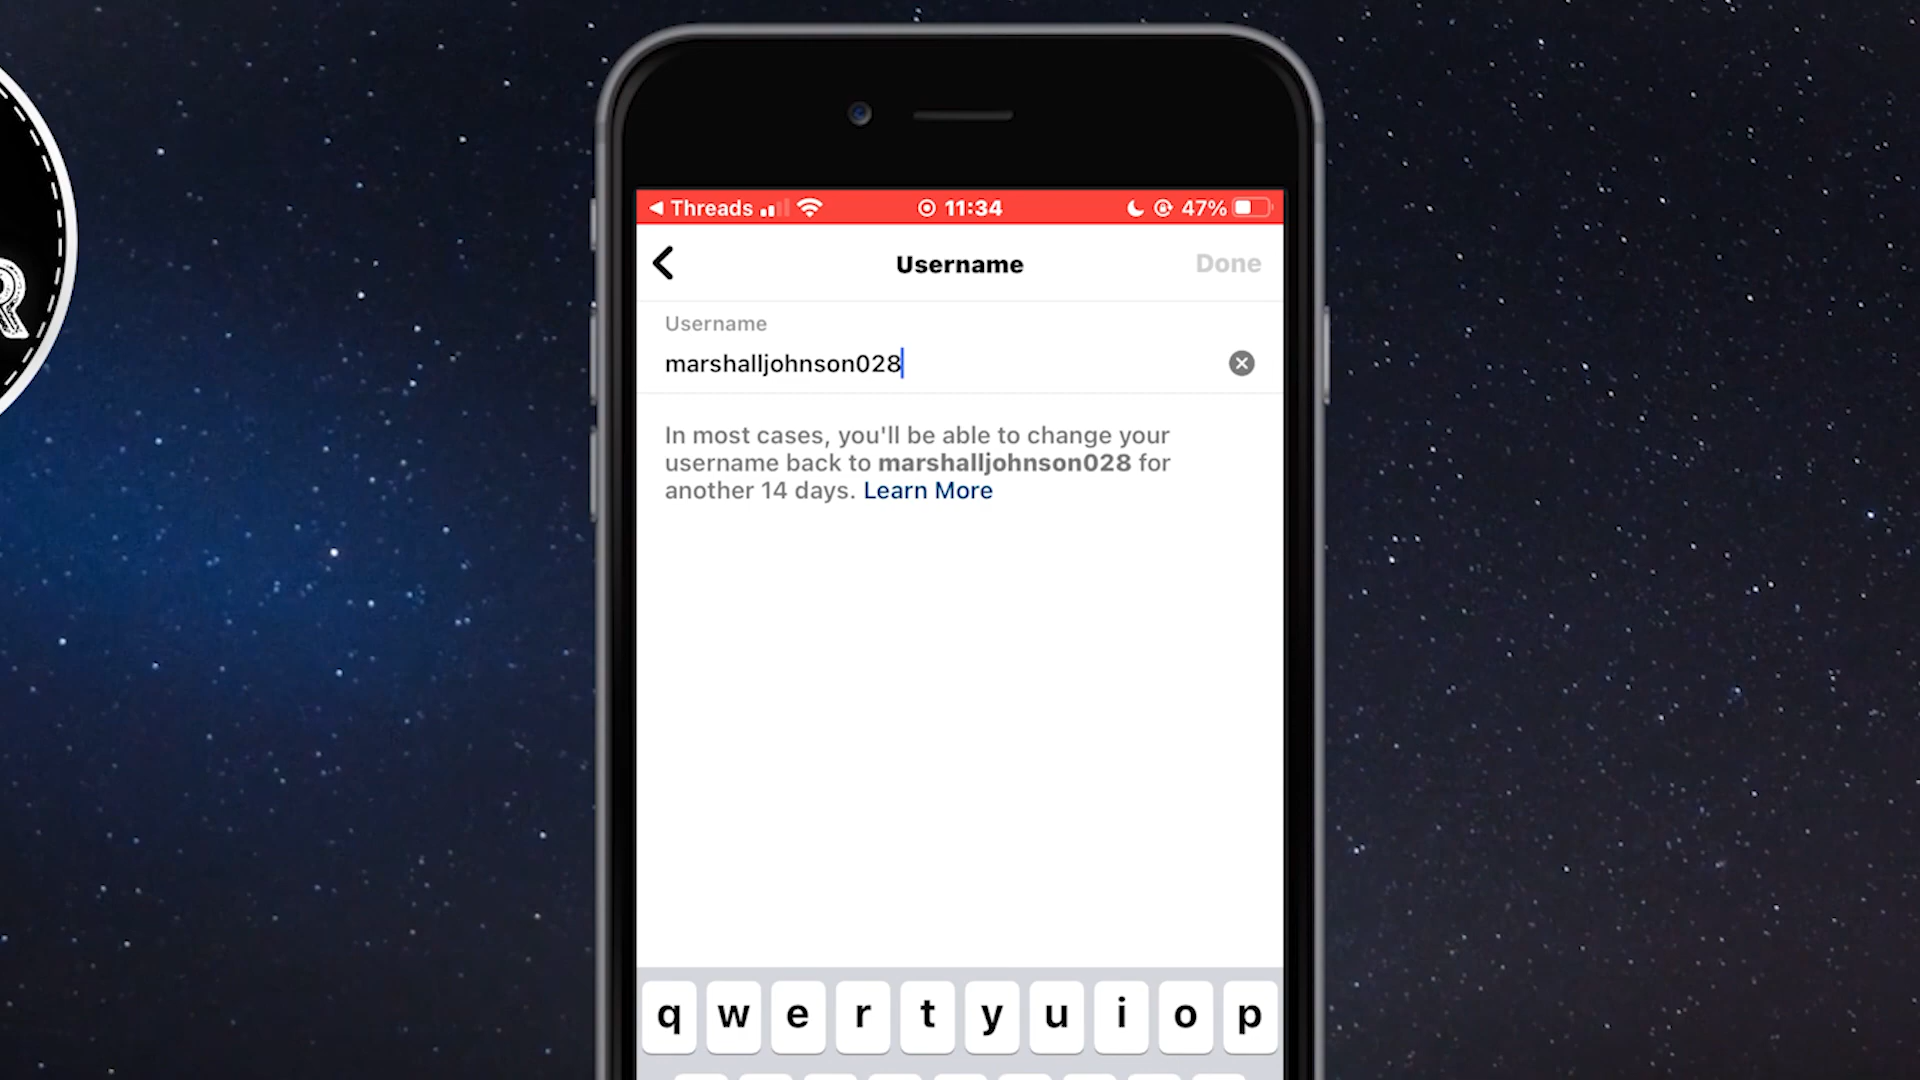 R
Threads 11:34 47%
Username Done
Username
marshalljohnson028
In most cases, you'll be able to change your
username back to marshalljohnson028 for
another 14 days. Learn More
q w e r t y u i o p